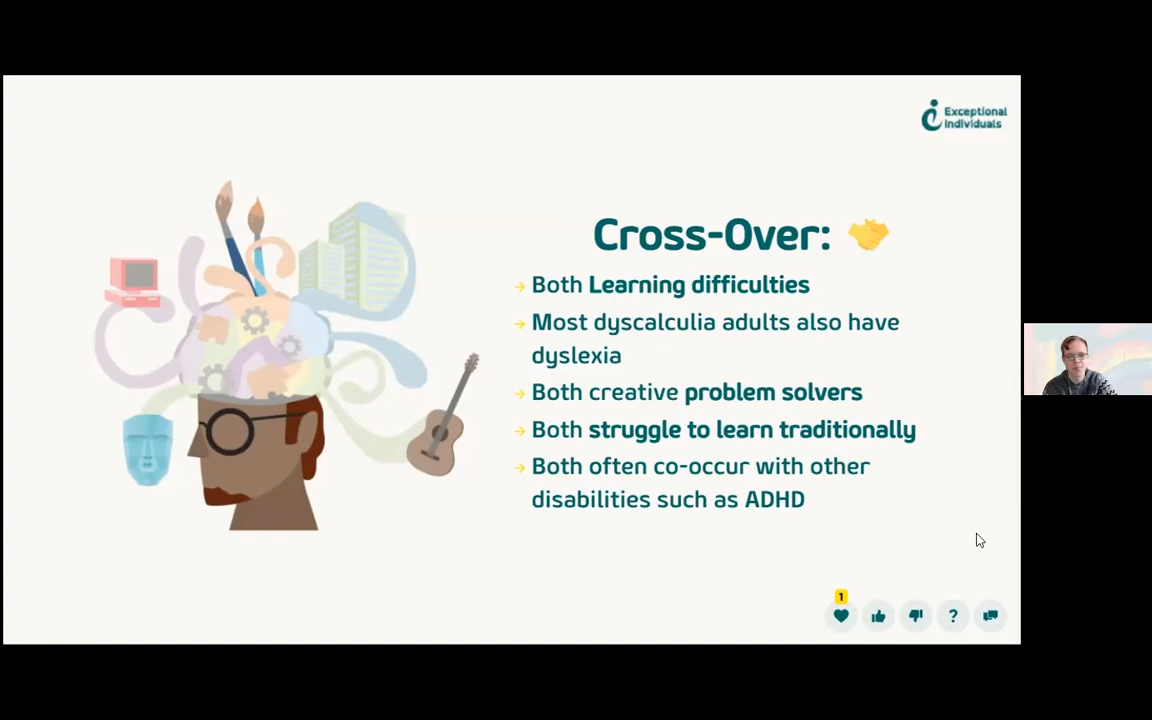 Exceptional
Individuals
Cross-Over:
Both Learning difficulties
Most dyscalculia adults also have
dyslexia
Both creative problem solvers
Both struggle to learn traditionally
Both often co-occur with other
disabilities such as ADHD
1
?